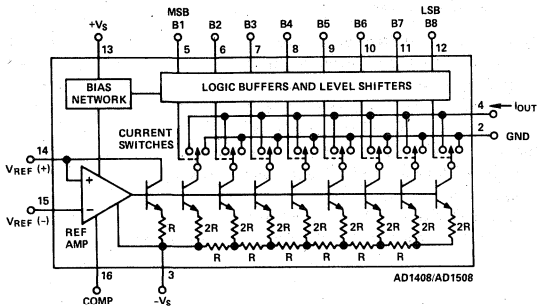 +VS
MSB
B1 B2 B3 B4 B5 B6 B7 LSB
B8
13 5 6 7 8 9 10 11 12
BIAS
NETWORK
LOGIC BUFFERS AND LEVEL SHIFTERS
4 IOUT
2 GND
CURRENT
SWITCHES
14
VREF (+)
+
15
VREF (-)
−
REF
AMP
R 2R 2R 2R 2R 2R 2R 2R 2R
R R R R R R
16 3
COMP -VS
AD1408/AD1508